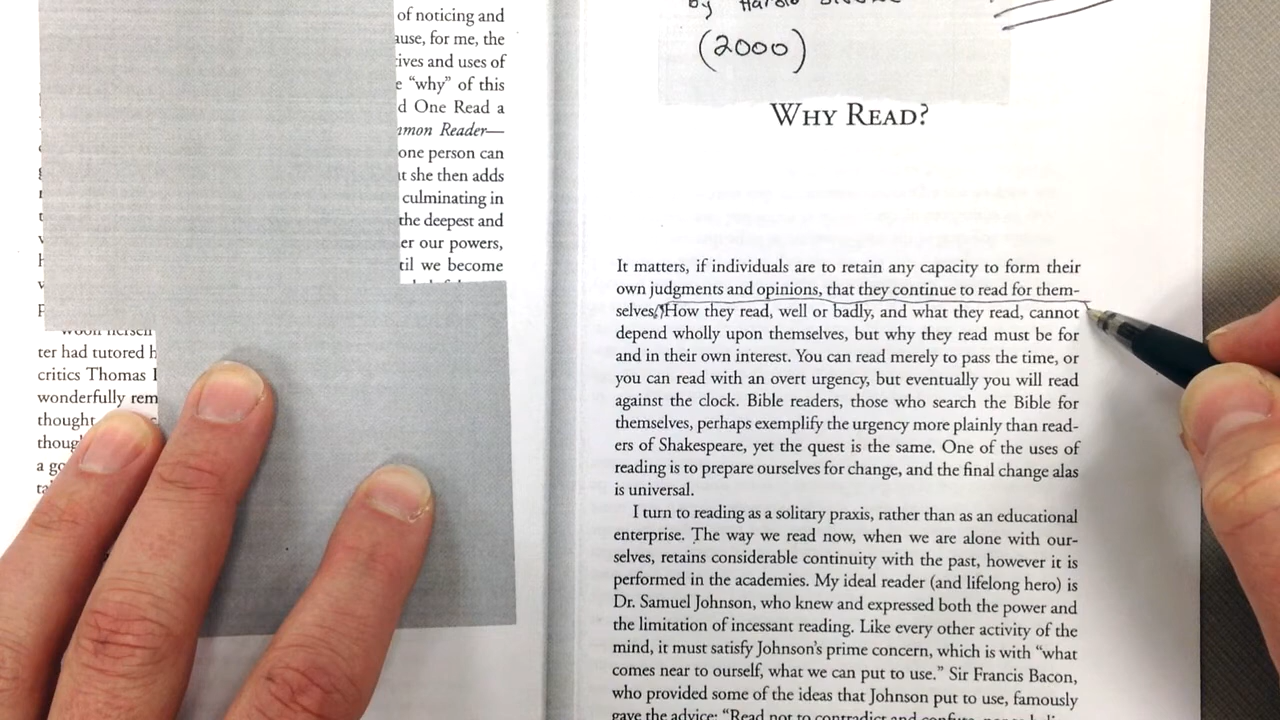 of noticing and
for me, the
and uses of
“why” of this
One Read a
Reader—
one person can
she then adds
culminating in
the deepest and
our powers,
we become
ter had tutored
critics Thomas
wonderfully
thought
by Harold
(2000)
WHY READ?
It matters, if individuals are to retain any capacity to form their
own judgments and opinions, that they continue to read for them-
selves. How they read, well or badly, and what they read, cannot
depend wholly upon themselves, but why they read must be for
and in their own interest. You can read merely to pass the time, or
you can read with an overt urgency, but eventually you will read
against the clock. Bible readers, those who search the Bible for
themselves, perhaps exemplify the urgency more plainly than read-
ers of Shakespeare, yet the quest is the same. One of the uses of
reading is to prepare ourselves for change, and the final change alas
is universal.
I turn to reading as a solitary praxis, rather than as an educational
enterprise. The way we read now, when we are alone with our-
selves, retains considerable continuity with the past, however it is
performed in the academies. My ideal reader (and lifelong hero) is
Dr. Samuel Johnson, who knew and expressed both the power and
the limitation of incessant reading. Like every other activity of the
mind, it must satisfy Johnson’s prime concern, which is with “what
comes near to ourself, what we can put to use.” Sir Francis Bacon,
who provided some of the ideas that Johnson put to use, famously
gave the advice: “Read not to contradict and